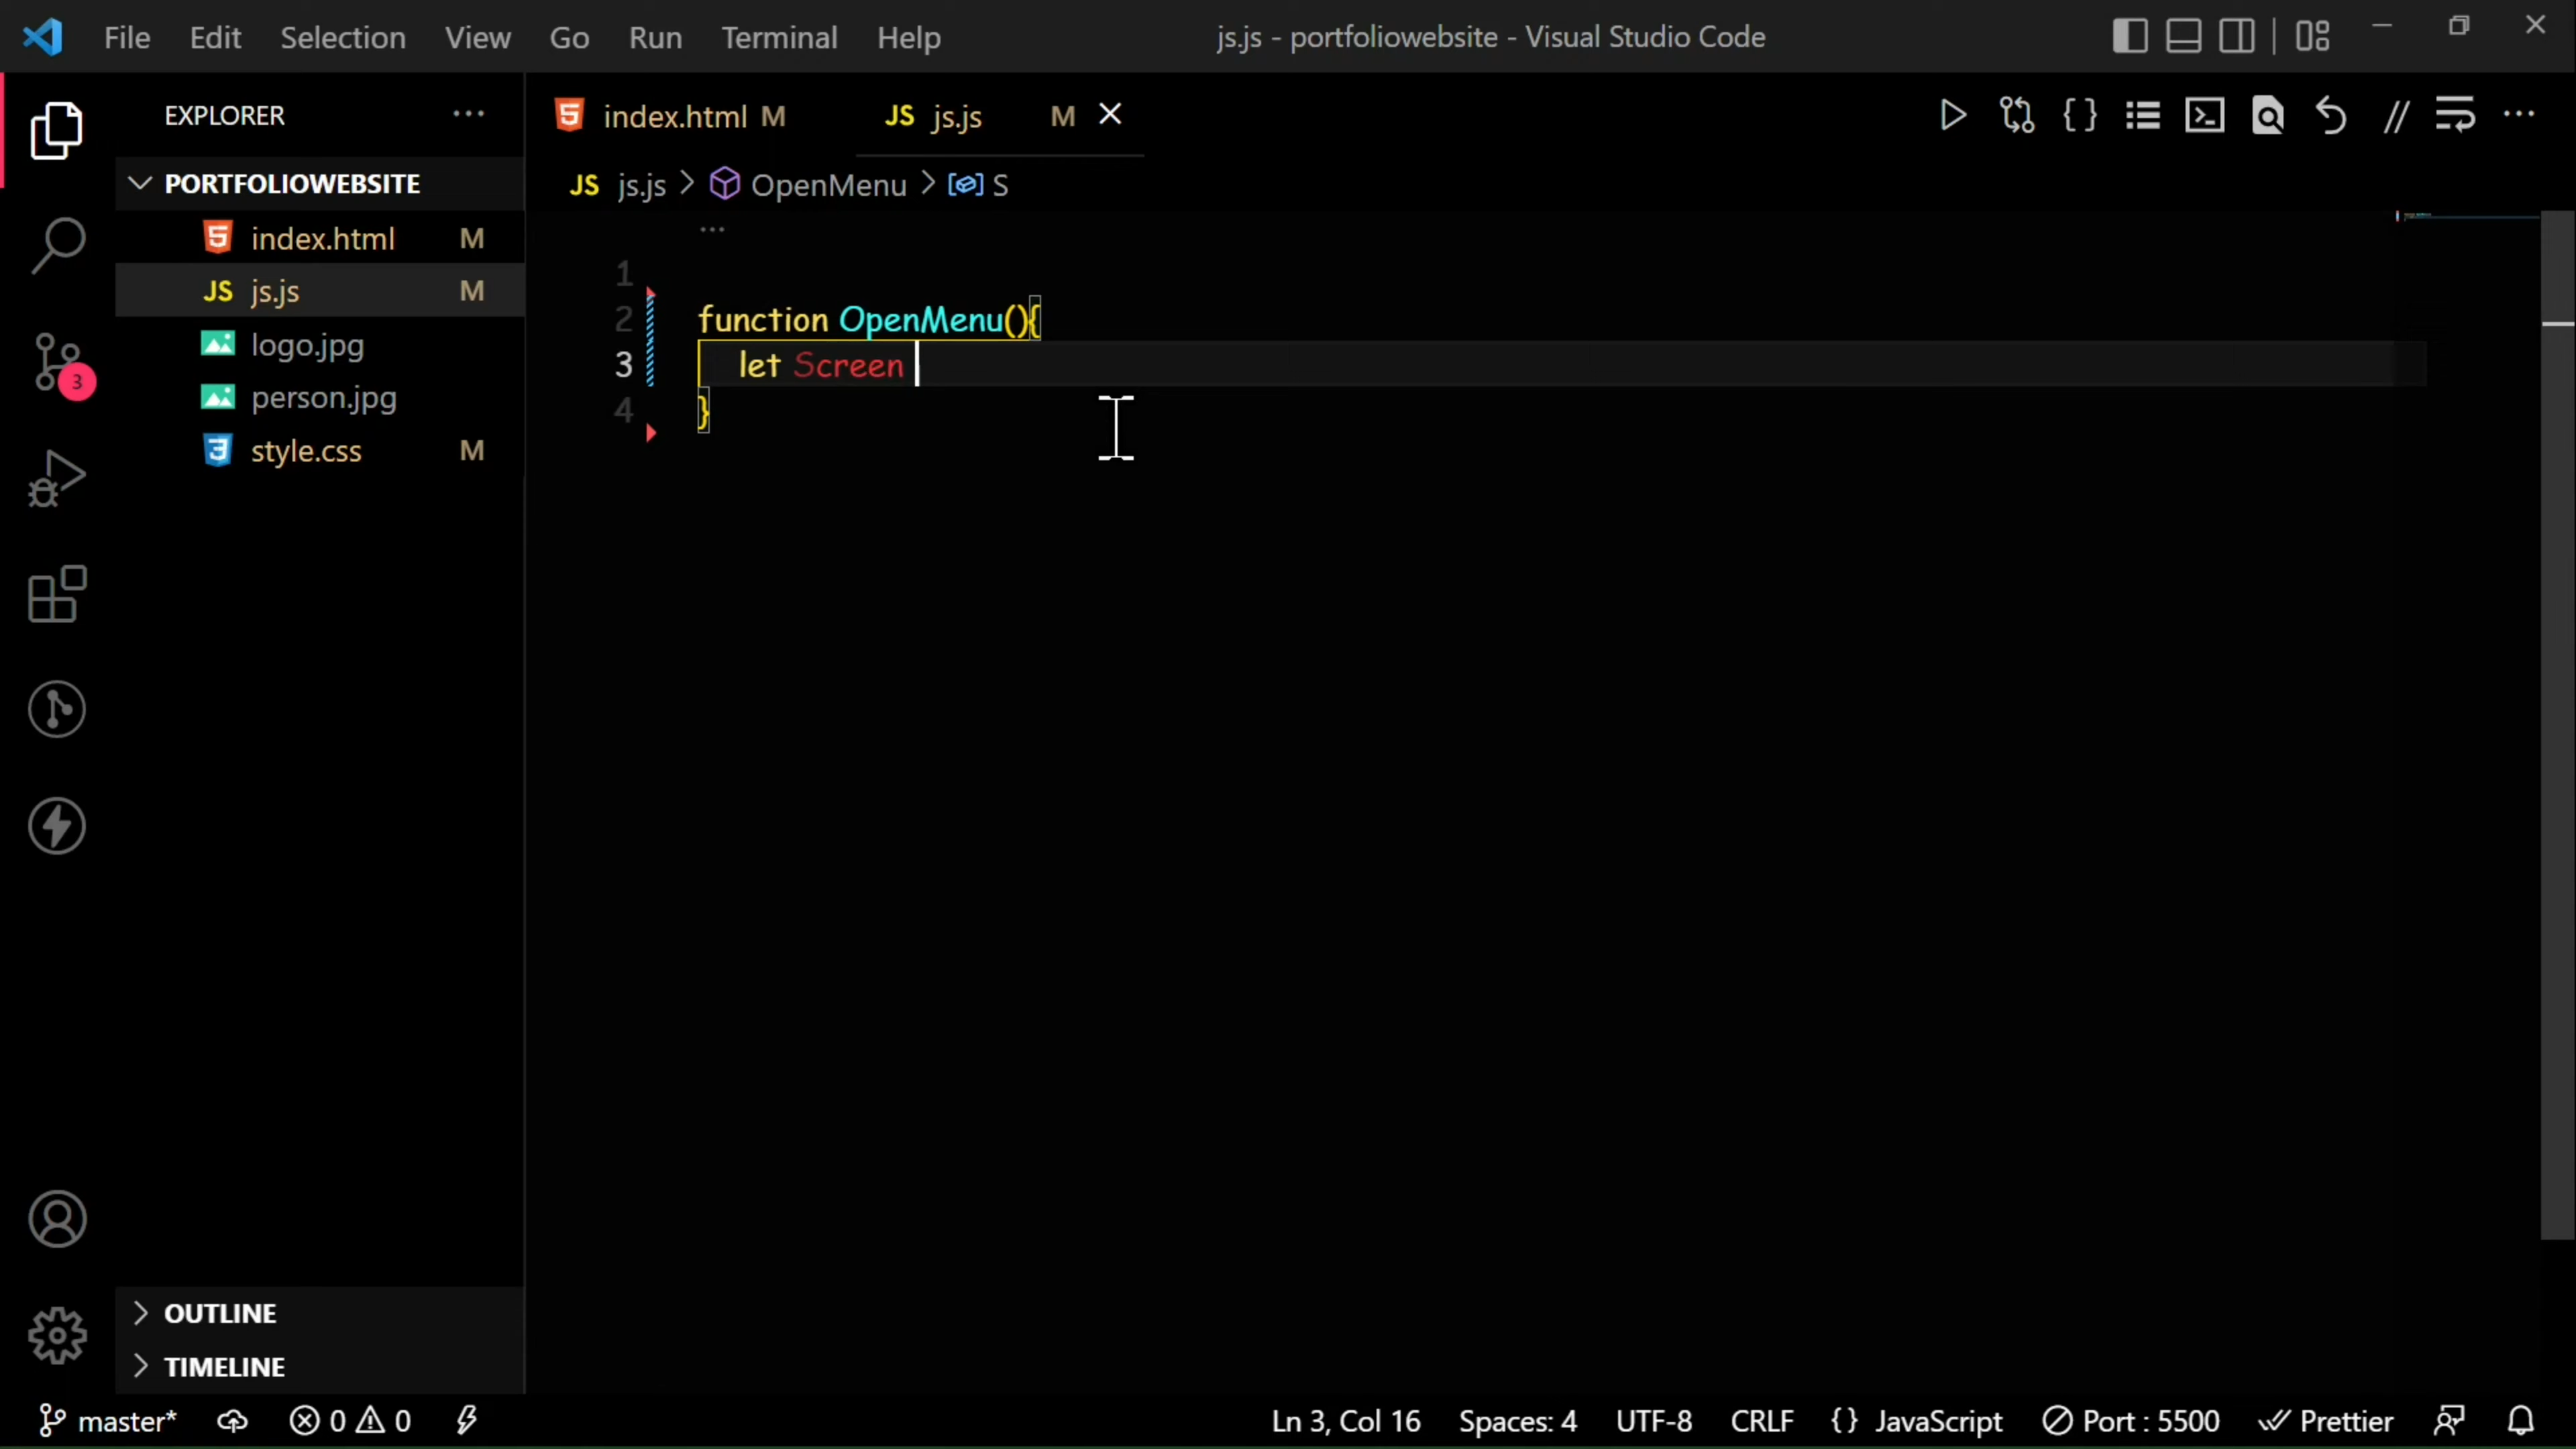 File Edit Selection View Go Run Terminal Help js.js - portfoliowebsite - Visual Studio Code
EXPLORER ···
index.html M JS js.js M
PORTFOLIOWEBSITE
JS js.js > OpenMenu > S
index.html M
JS js.js M
logo.jpg
person.jpg
style.css M
···
1
2 function OpenMenu(){
3 let Screen
4 }
3
OUTLINE
TIMELINE
master* 0 0 Ln 3, Col 16 Spaces: 4 UTF-8 CRLF {} JavaScript Port : 5500 Prettier